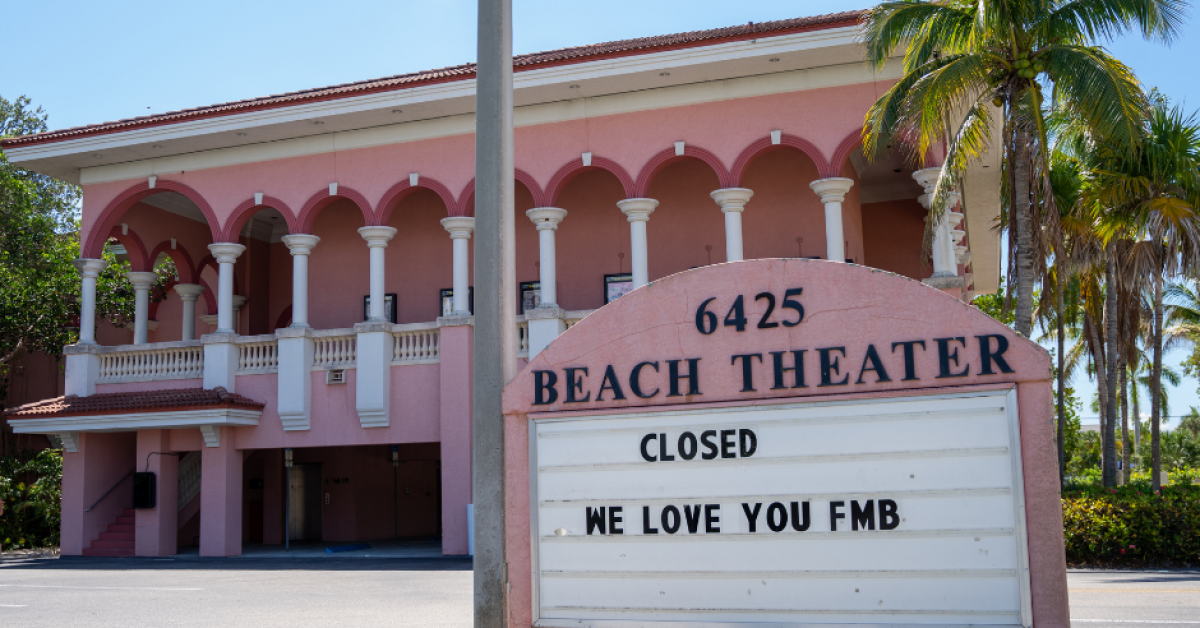 6425
BEACH THEATER
CLOSED
WE LOVE YOU FMB